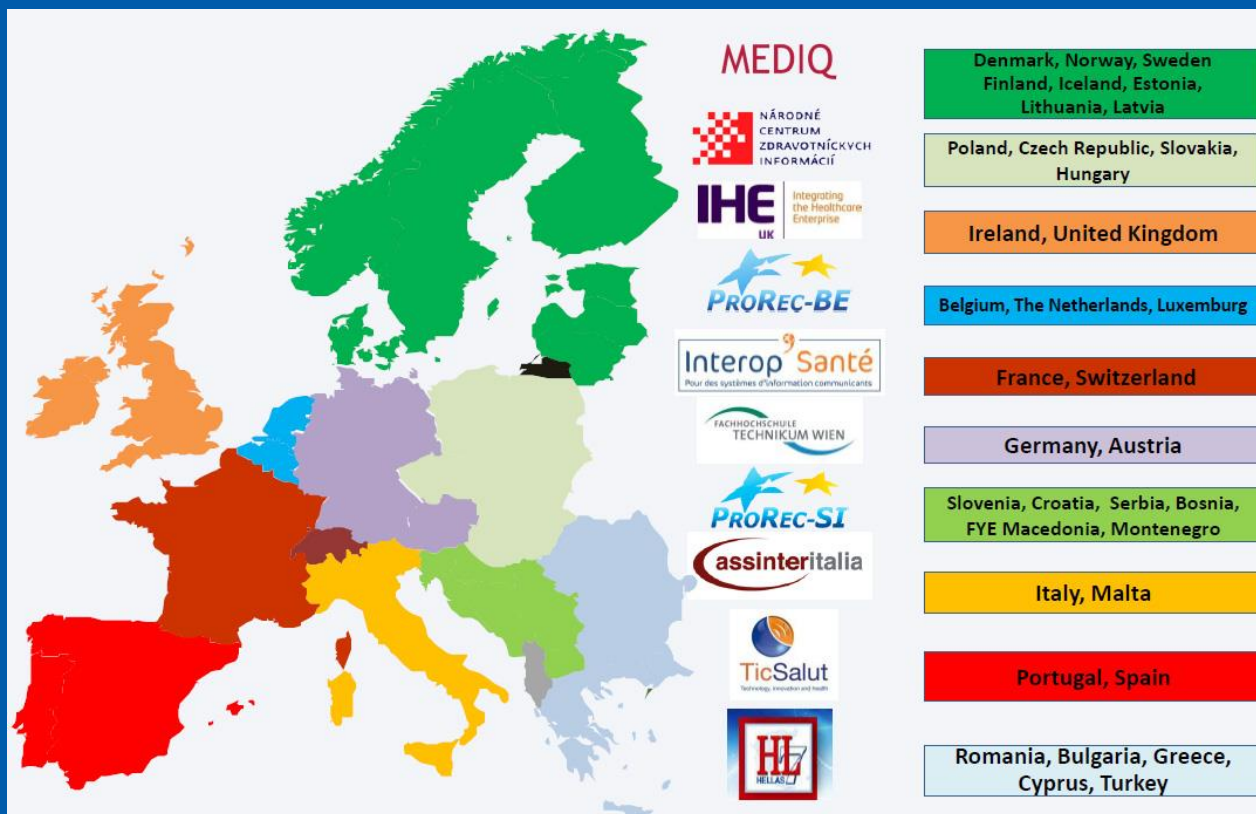 MEDIQ
Denmark, Norway, Sweden
Finland, Iceland, Estonia,
Lithuania, Latvia
NÁRODNÉ
CENTRUM
ZDRAVOTNÍCKYCH
INFORMÁCIÍ
Poland, Czech Republic, Slovakia,
Hungary
IHE
UK
Integrating
the Healthcare
Enterprise
Ireland, United Kingdom
PROREC-BE
Belgium, The Netherlands, Luxemburg
Interop'Santé
Pour des systèmes d'information communicants
France, Switzerland
FACHHOCHSCHULE
TECHNIKUM WIEN
Germany, Austria
PROREC-SI
Slovenia, Croatia, Serbia, Bosnia,
FYE Macedonia, Montenegro
assinteritalia
Italy, Malta
TicSalut
Technology, innovation and health
Portugal, Spain
HL7
HELLAS
Romania, Bulgaria, Greece,
Cyprus, Turkey